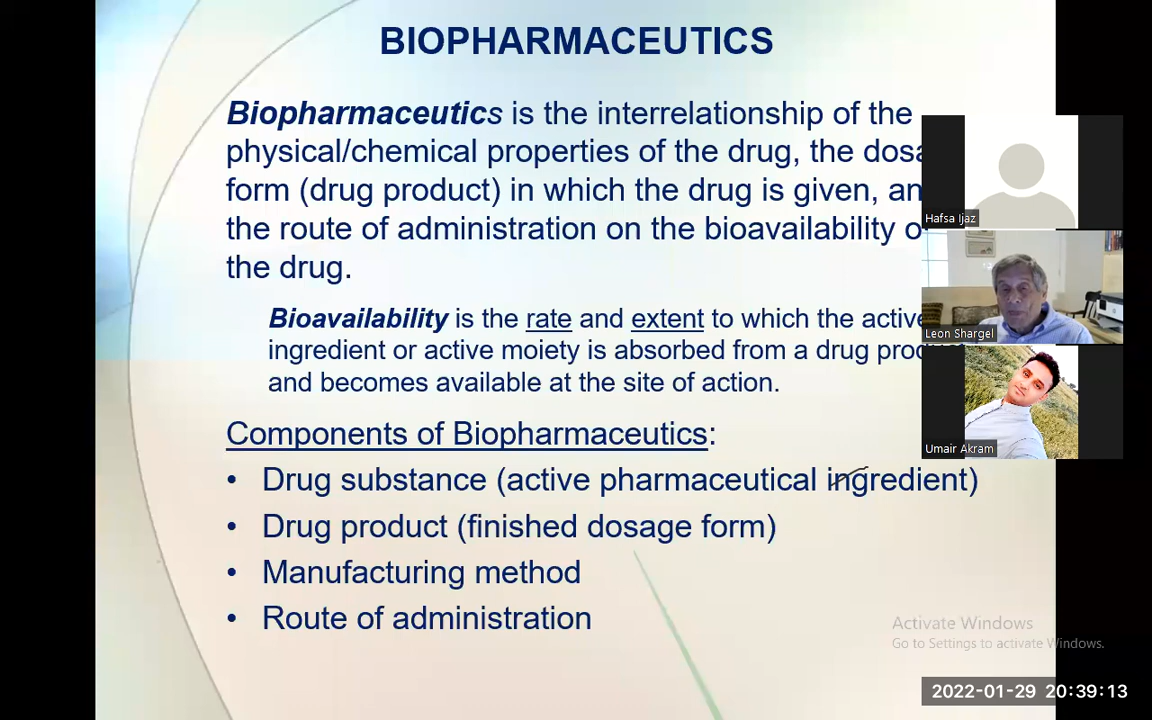 BIOPHARMACEUTICS
Biopharmaceutics is the interrelationship of the
physical/chemical properties of the drug, the
form (drug product) in which the drug is given,
the route of administration on the bioavailability
the drug.
Bioavailability is the rate and extent to which the active
ingredient or active moiety is absorbed from a drug
and becomes available at the site of action.
Components of Biopharmaceutics:
• Drug substance (active pharmaceutical ingredient)
• Drug product (finished dosage form)
• Manufacturing method
• Route of administration
Hafsa Ijaz
Leon Shargel
Umair Akram
Activate Windows
Go to Settings to activate Windows.
2022-01-29 20:39:13